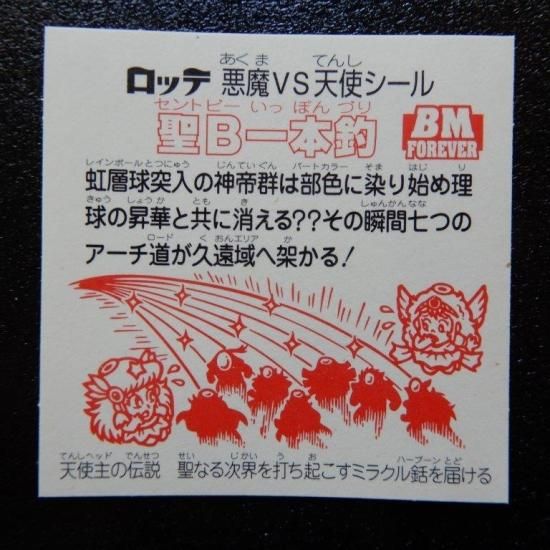 あくま てんし
ロッテ 悪魔VS天使シール
セントビー いっ ぽん づり
聖B一本釣
BM
FOREVER
レインボール とつにゅう じんていぐん パートカラー そま はじ り
虹層球突入の神帝群は部色に染り始め理
きゅう しょうか とも き しゅんかん なな
球の昇華と共に消える??その瞬間七つの
ロード く おんエリア か
アーチ道が久遠域へ架かる!
てんしヘッド でんせつ せい じかい う お ハープーン とど
天使主の伝説 聖なる次界を打ち起こすミラクル銛を届ける